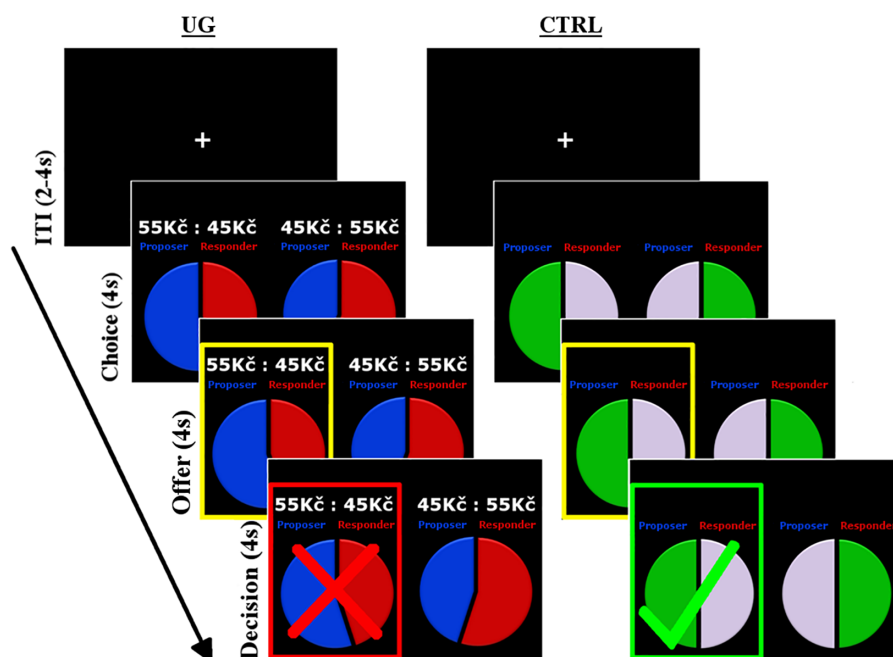 UG
CTRL
ITI (2-4s)
+
+
Choice (4s)
55Kč : 45Kč
45Kč : 55Kč
Proposer
Responder
Proposer
Responder
Proposer
Responder
Proposer
Responder
Offer (4s)
55Kč : 45Kč
45Kč : 55Kč
Proposer
Responder
Proposer
Responder
Proposer
Responder
Proposer
Responder
Decision (4s)
55Kč : 45Kč
45Kč : 55Kč
Proposer
Responder
Proposer
Responder
Proposer
Responder
Proposer
Responder